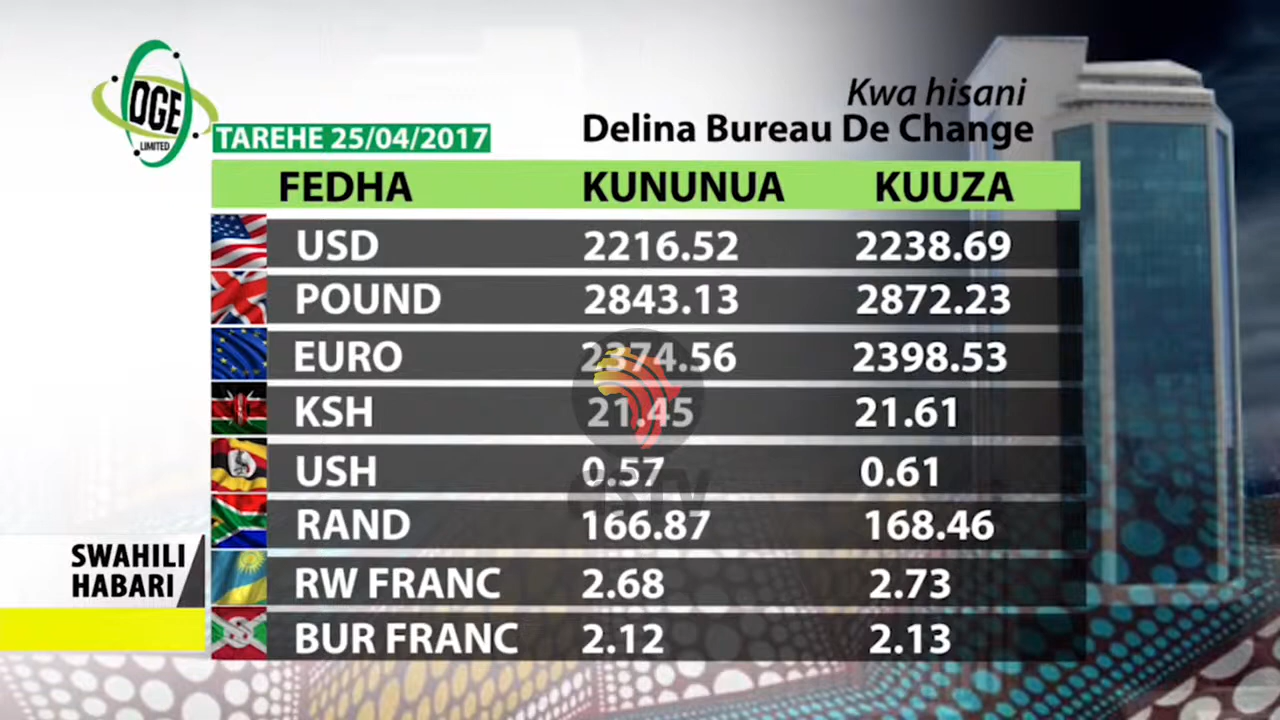 DGE
LIMITED
Kwa hisani
TAREHE 25/04/2017 Delina Bureau De Change
FEDHA KUNUNUA KUUZA
USD 2216.52 2238.69
POUND 2843.13 2872.23
EURO 2374.56 2398.53
KSH 21.45 21.61
USH 0.57 0.61
RAND 166.87 168.46
RW FRANC 2.68 2.73
BUR FRANC 2.12 2.13
SWAHILI
HABARI